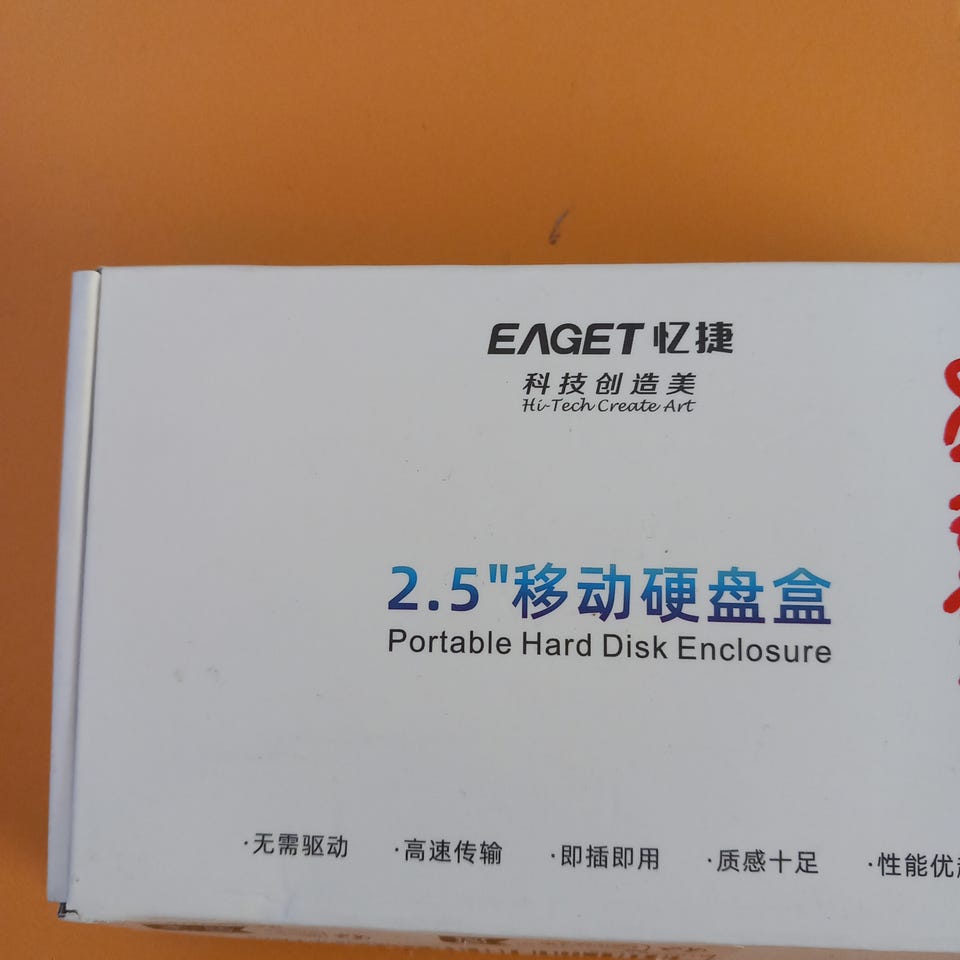 EAGET 忆捷
科技创造美
Hi-Tech Create Art
2.5"移动硬盘盒
Portable Hard Disk Enclosure
·无需驱动 ·高速传输 ·即插即用 ·质感十足 ·性能优